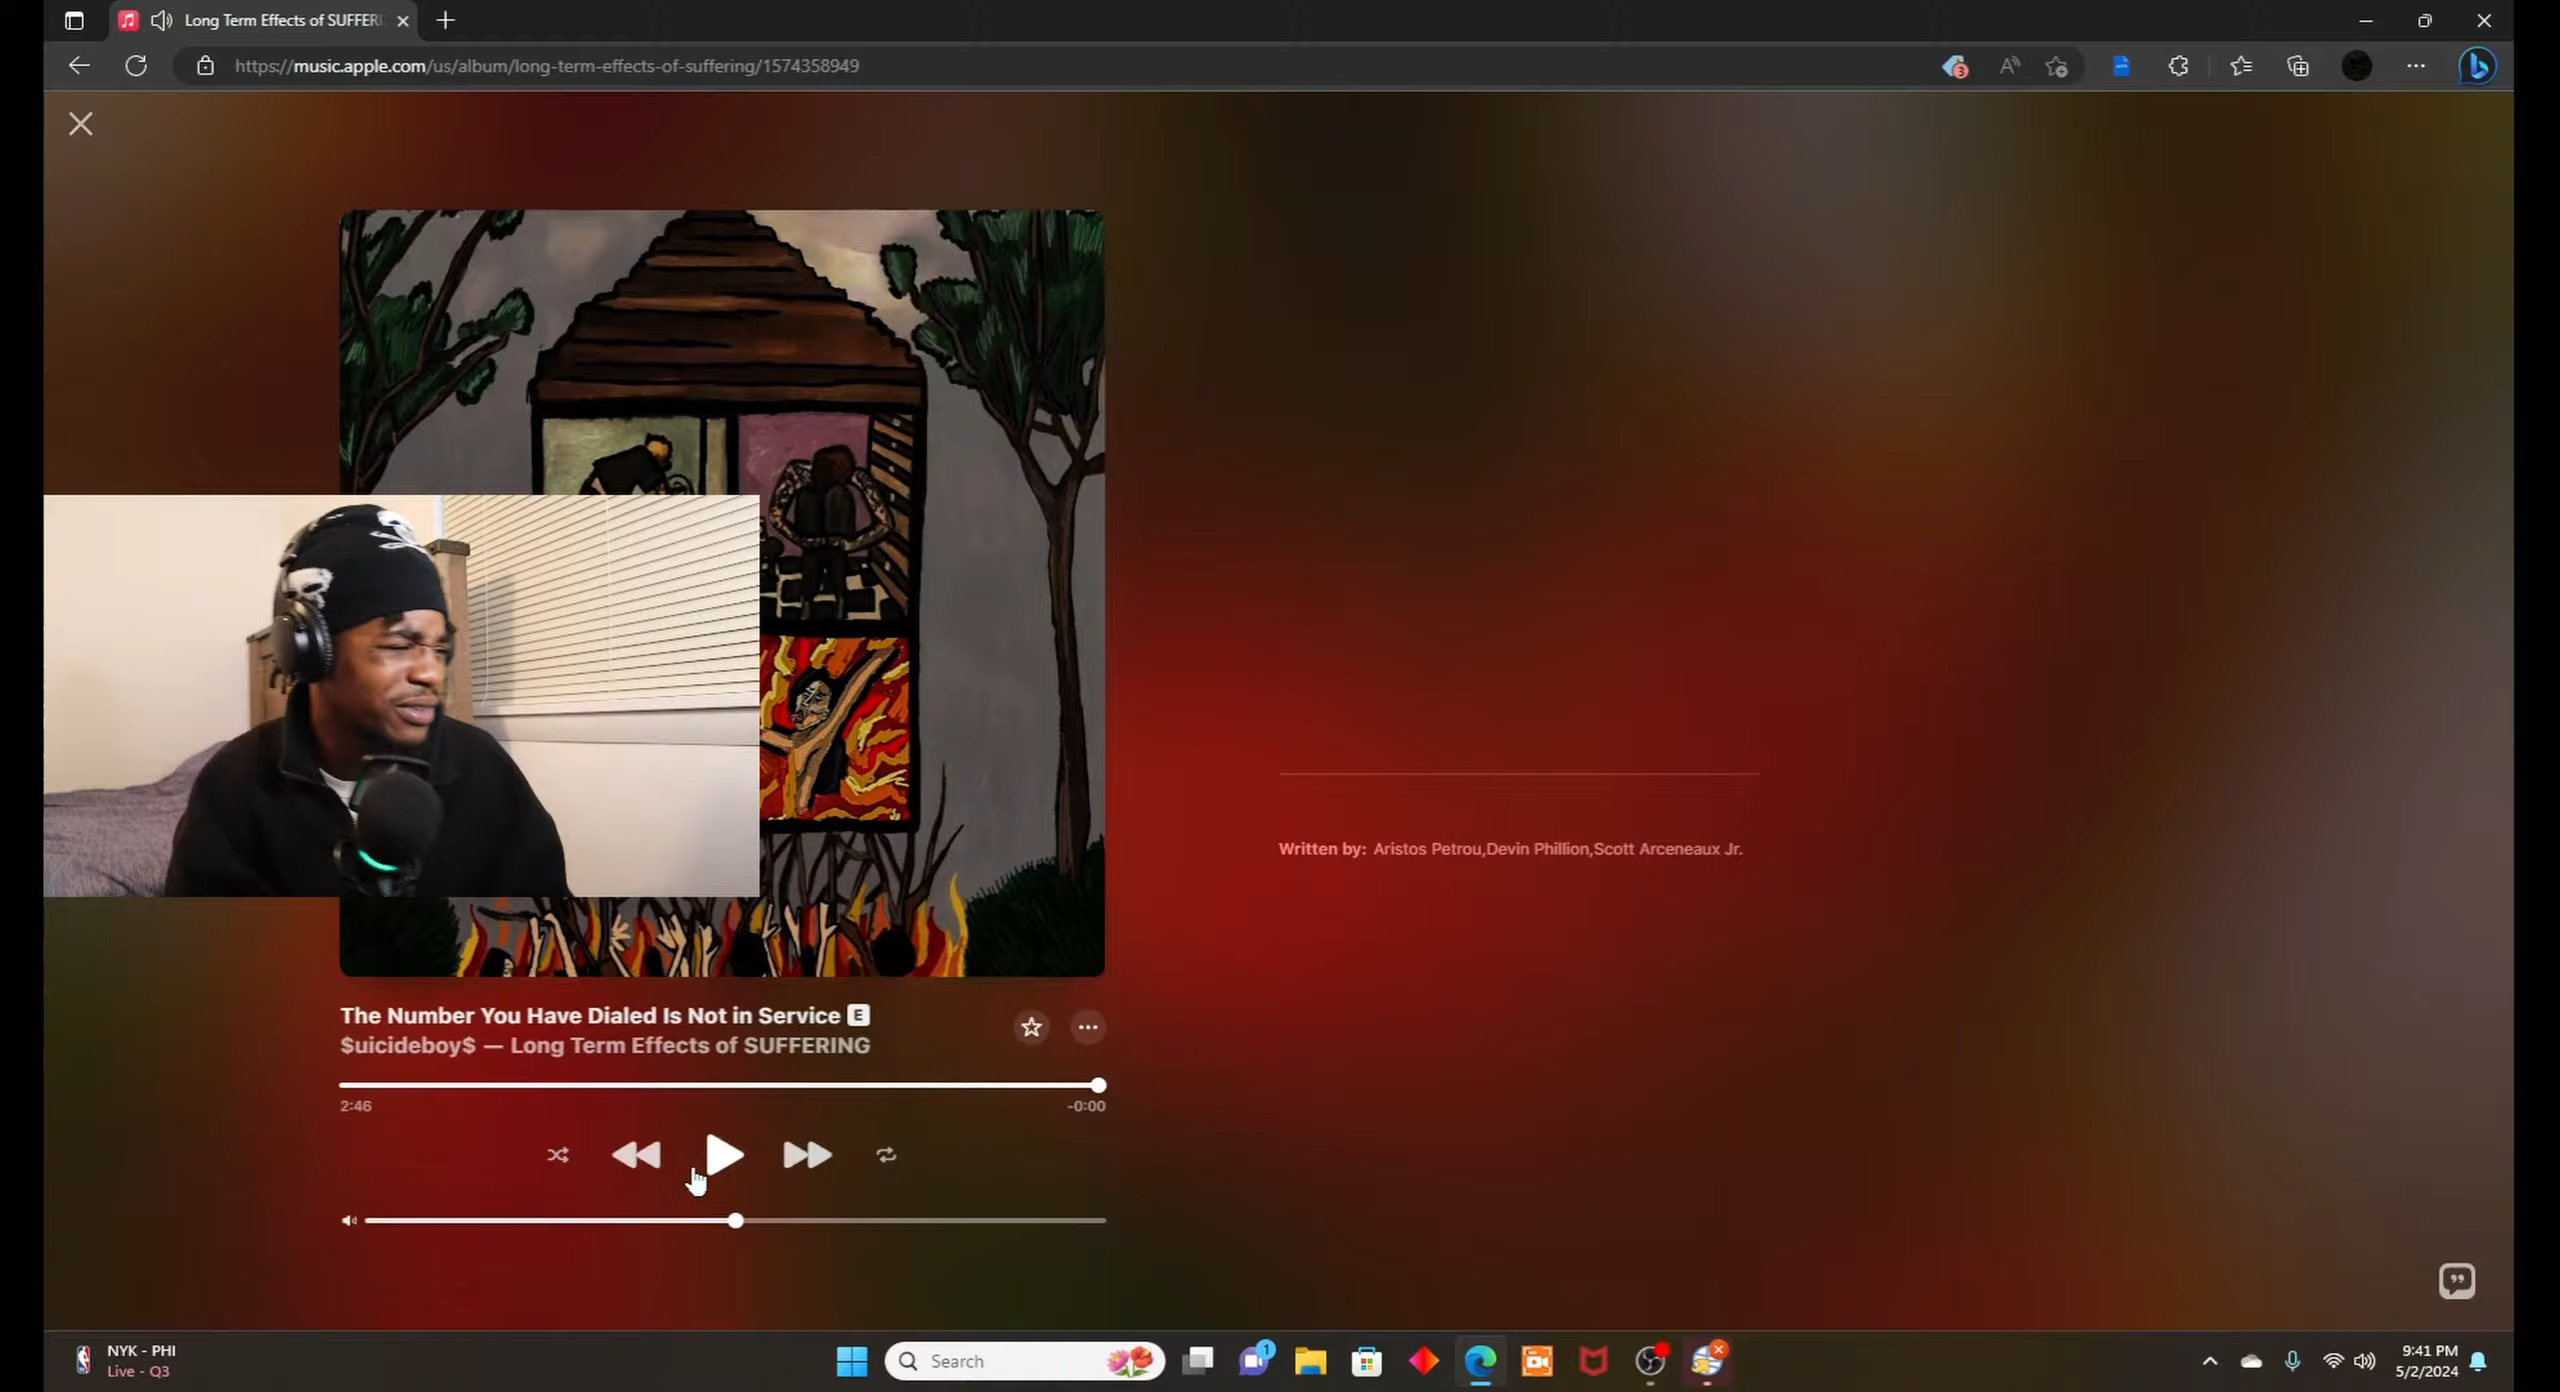 Long Term Effects of SUFFERI
https://music.apple.com/us/album/long-term-effects-of-suffering/1574358949
3
Written by: Aristos Petrou,Devin Phillion,Scott Arceneaux Jr.
The Number You Have Dialed Is Not in Service E
$uicideboy$ — Long Term Effects of SUFFERING
2:46
-0:00
NYK - PHI
Live - Q3
Search
1
9:41 PM
5/2/2024